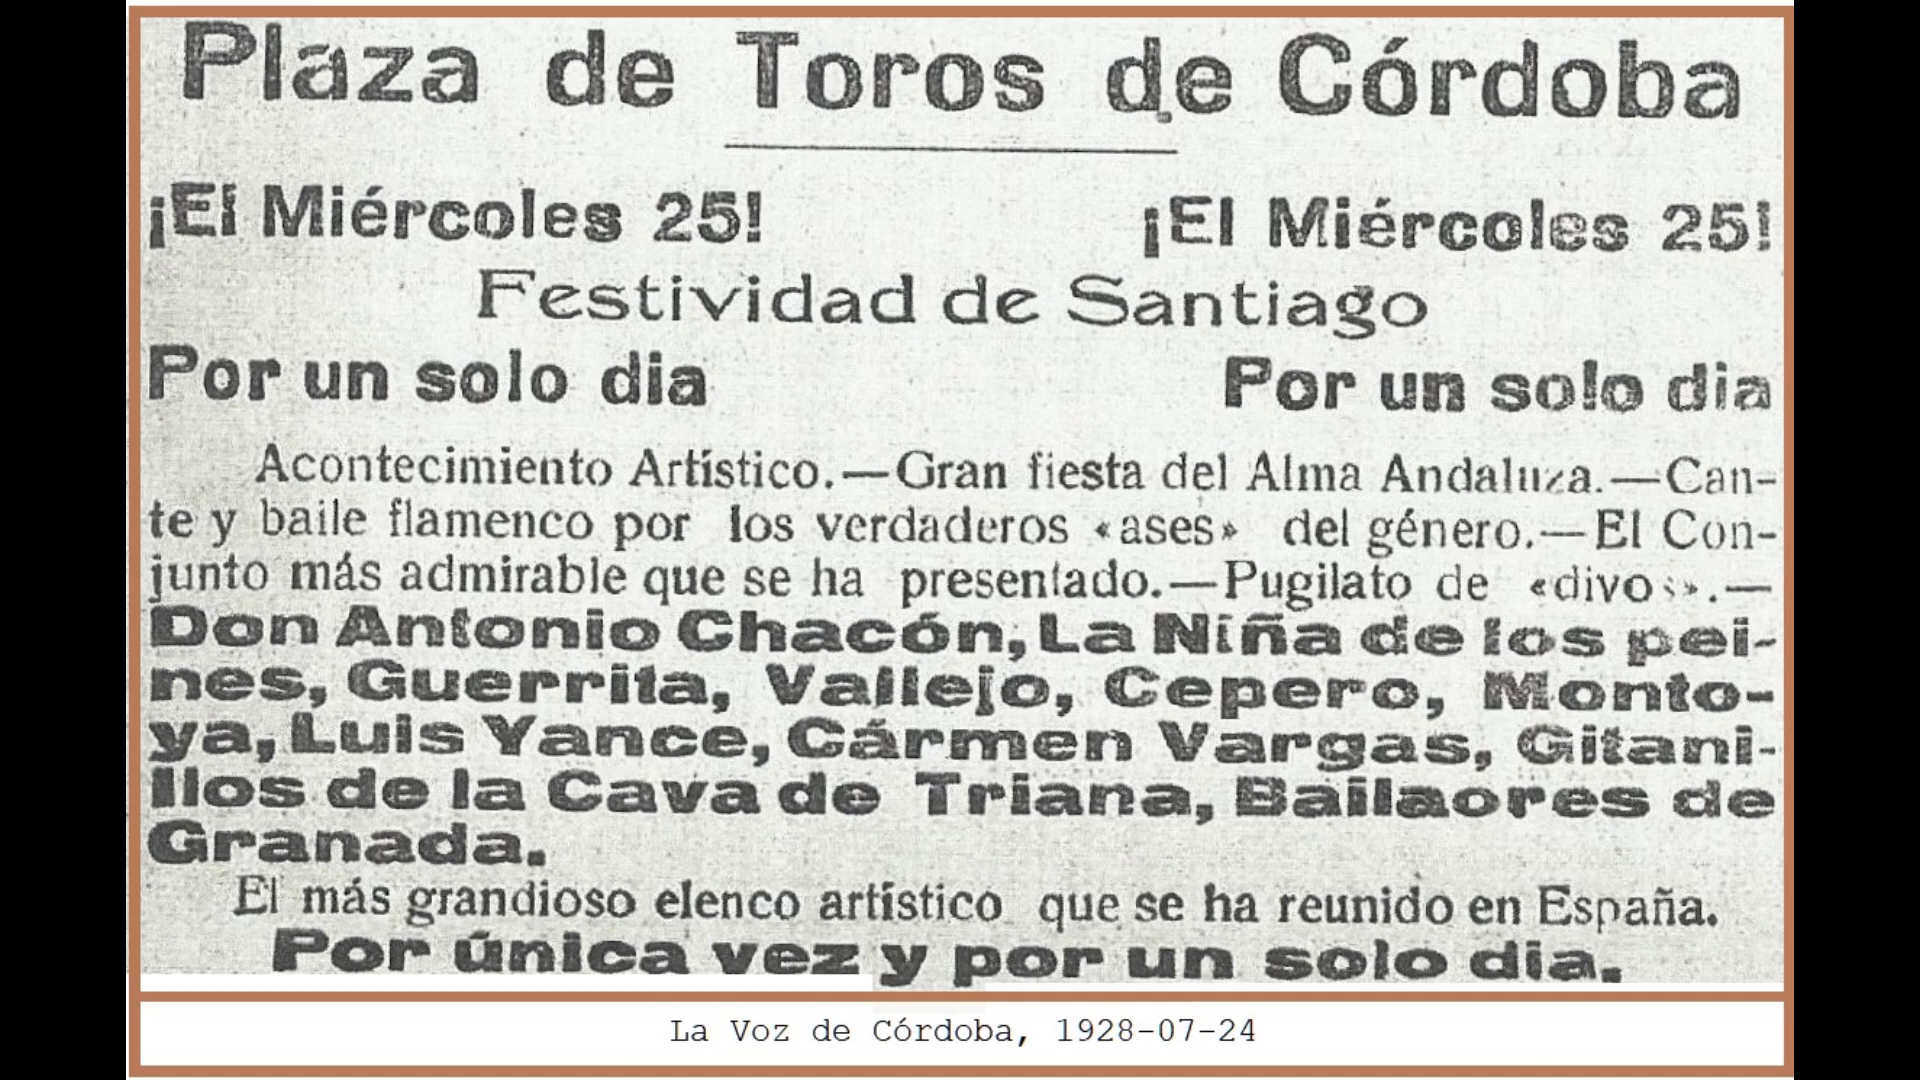 Plaza de Toros de Córdoba
¡El Miércoles 25! ¡El Miércoles 25!
Festividad de Santiago
Por un solo dia Por un solo dia
Acontecimiento Artístico.—Gran fiesta del Alma Andaluza.—Can-
te y baile flamenco por los verdaderos «ases» del género.—El Con-
junto más admirable que se ha presentado.—Pugilato de «divos».—
Don Antonio Chacón, La Niña de los pei-
nes, Guerrita, Vallejo, Cepero, Monto-
ya, Luis Yance, Cármen Vargas, Gitani-
llos de la Cava de Triana, Bailaores de
Granada.
El más grandioso elenco artístico que se ha reunido en España.
Por única vez y por un solo dia.
La Voz de Córdoba, 1928-07-24